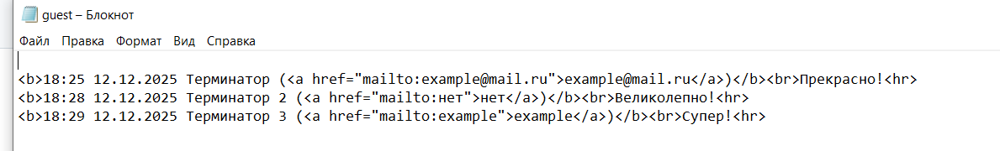 guest – Блокнот
Файл Правка Формат Вид Справка
<b>18:25 12.12.2025 Терминатор (<a href="mailto:example@mail.ru">example@mail.ru</a>)</b><br>Прекрасно!<hr>
<b>18:28 12.12.2025 Терминатор 2 (<a href="mailto:нет">нет</a>)</b><br>Великолепно!<hr>
<b>18:29 12.12.2025 Терминатор 3 (<a href="mailto:example">example</a>)</b><br>Супер!<hr>